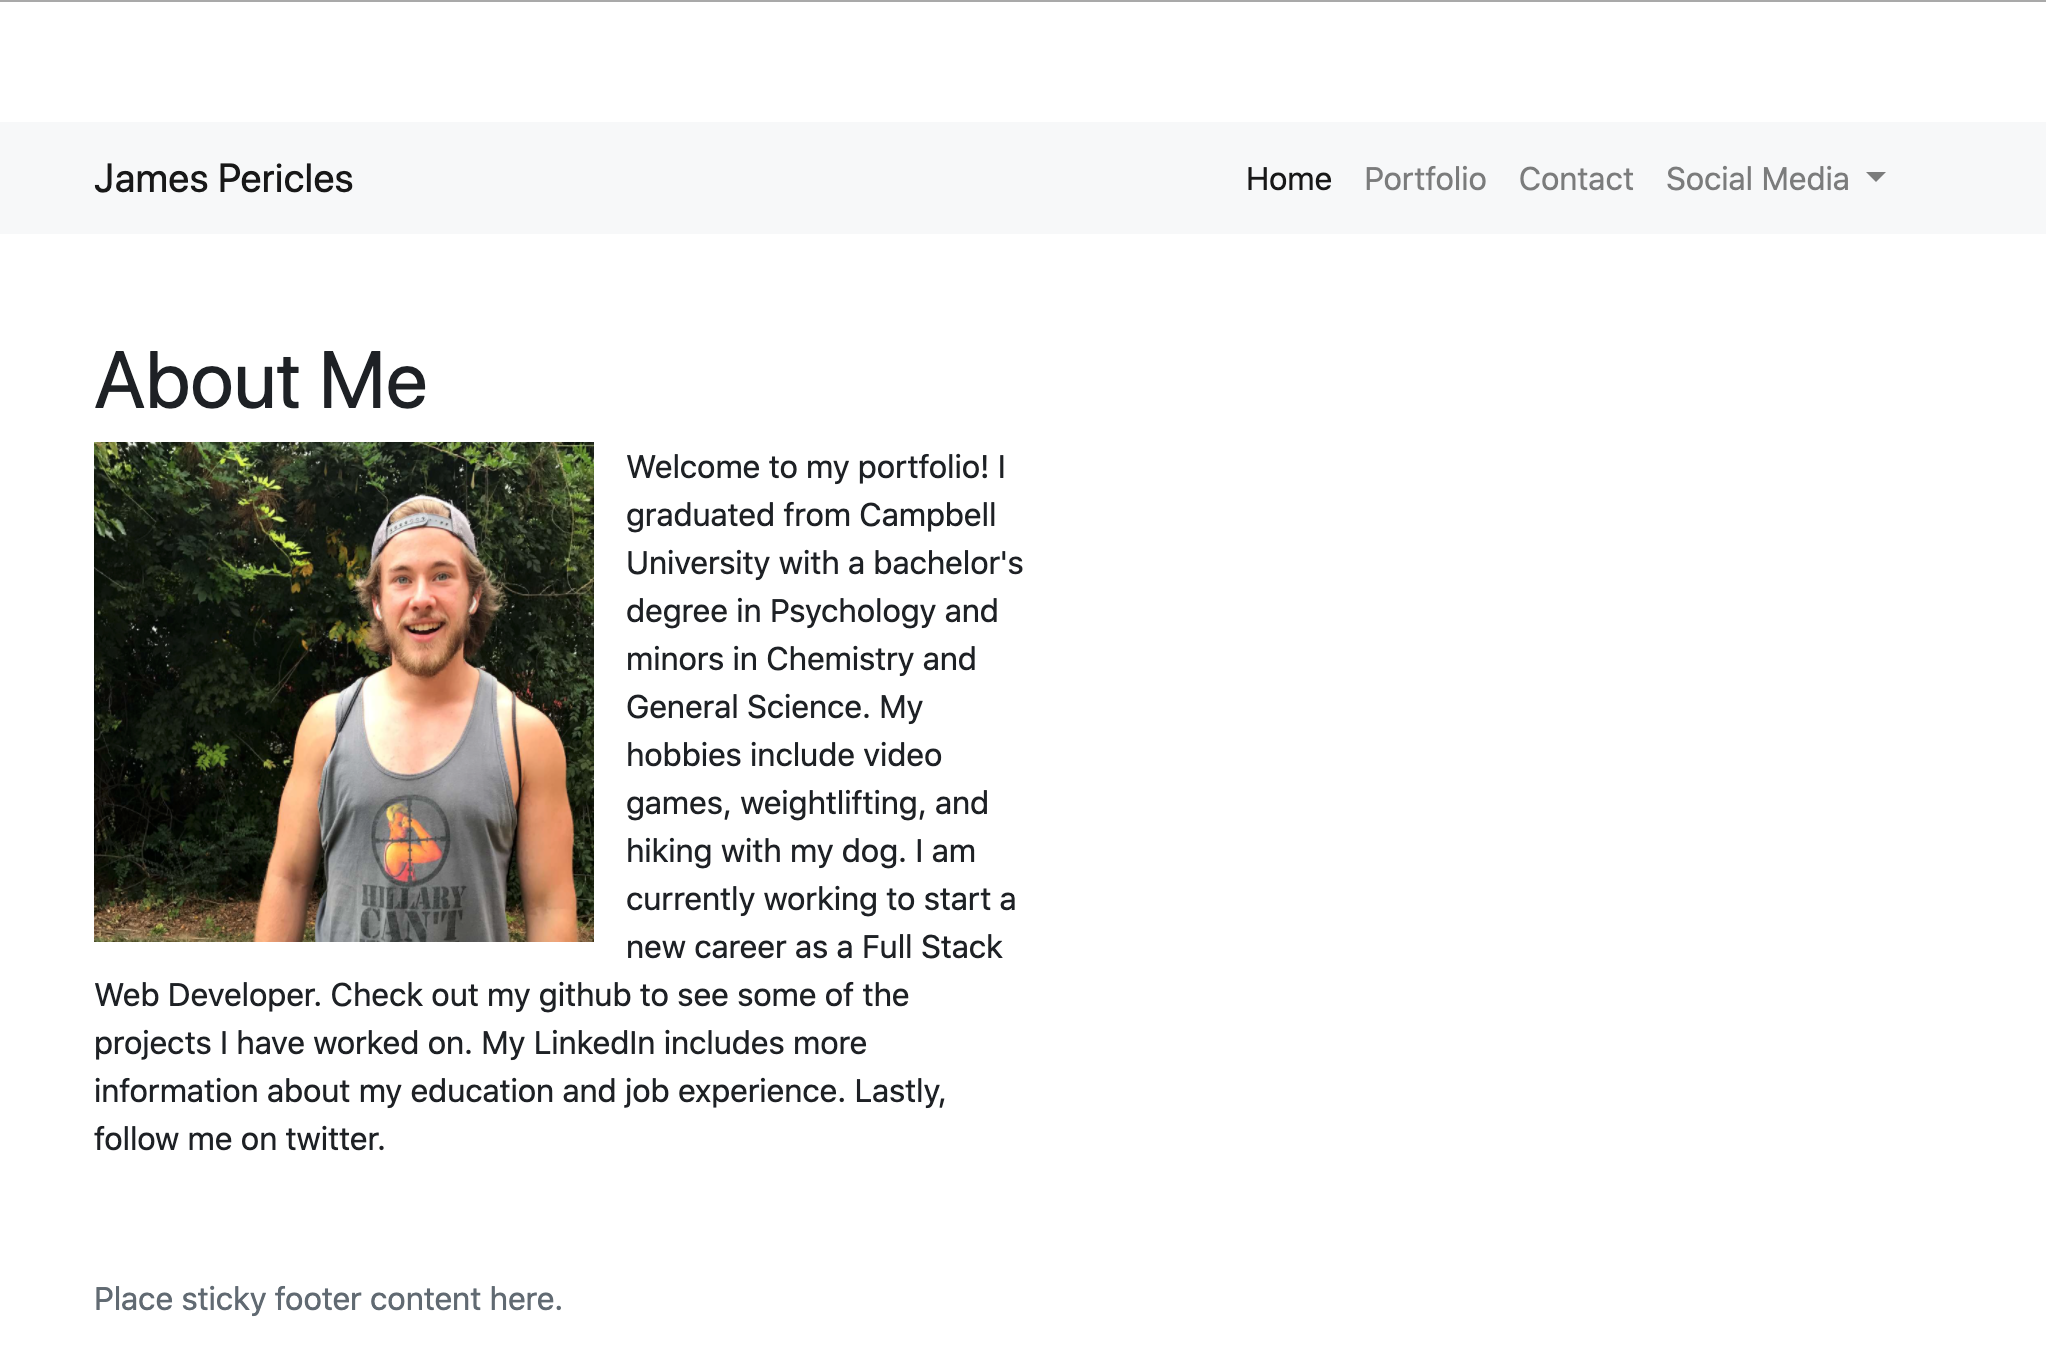 James Pericles
Home Portfolio Contact Social Media
About Me
Welcome to my portfolio! I
graduated from Campbell
University with a bachelor's
degree in Psychology and
minors in Chemistry and
General Science. My
hobbies include video
games, weightlifting, and
hiking with my dog. I am
currently working to start a
new career as a Full Stack
Web Developer. Check out my github to see some of the
projects I have worked on. My LinkedIn includes more
information about my education and job experience. Lastly,
follow me on twitter.
HILLARY
CAN'T
Place sticky footer content here.